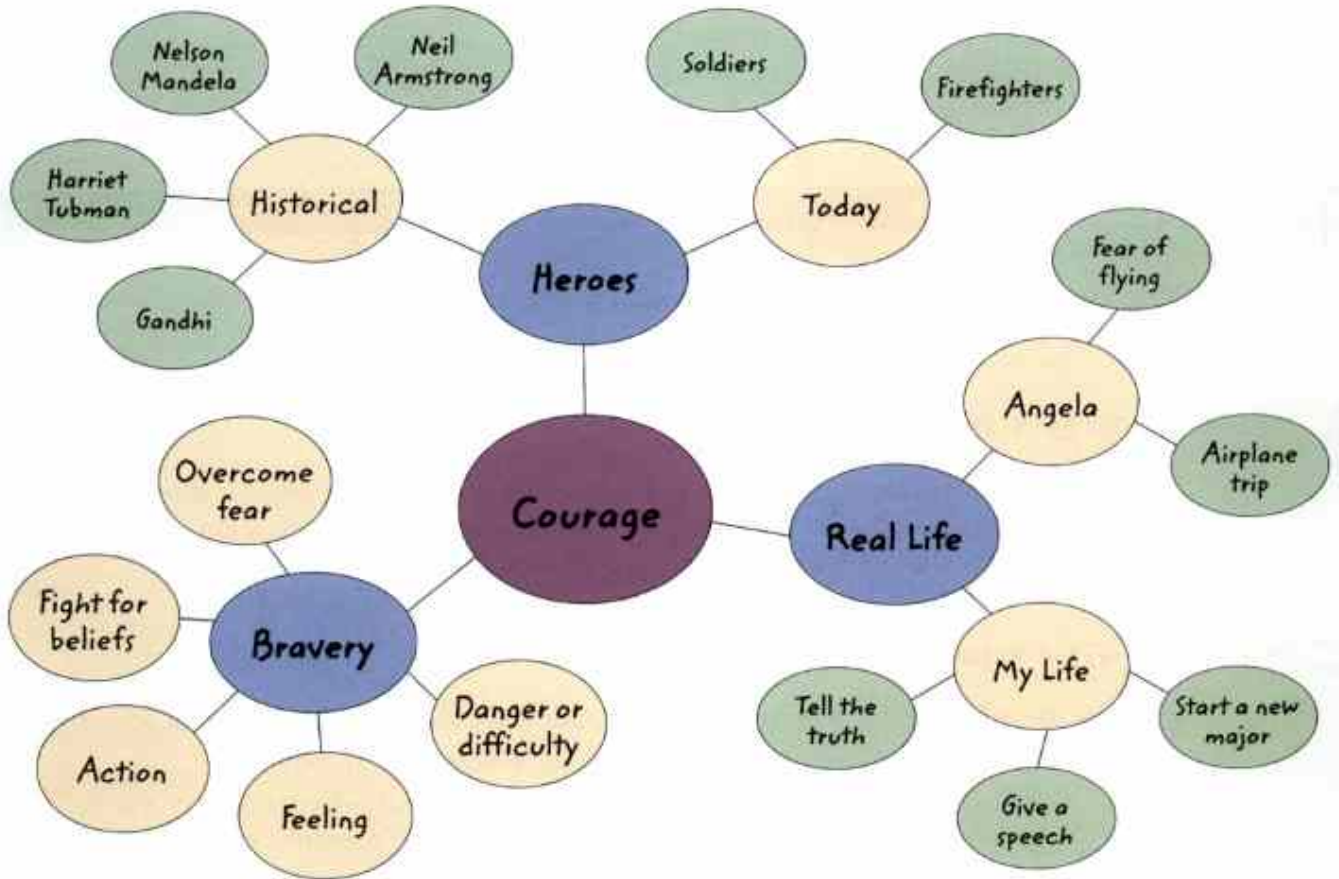 Nelson
Mandela
Neil
Armstrong
Soldiers
Firefighters
Harriet
Tubman
Historical
Today
Heroes
Gandhi
Fear of
flying
Angela
Airplane
trip
Overcome
fear
Courage
Real Life
Fight for
beliefs
Bravery
My Life
Danger or
difficulty
Tell the
truth
Start a new
major
Action
Feeling
Give a
speech